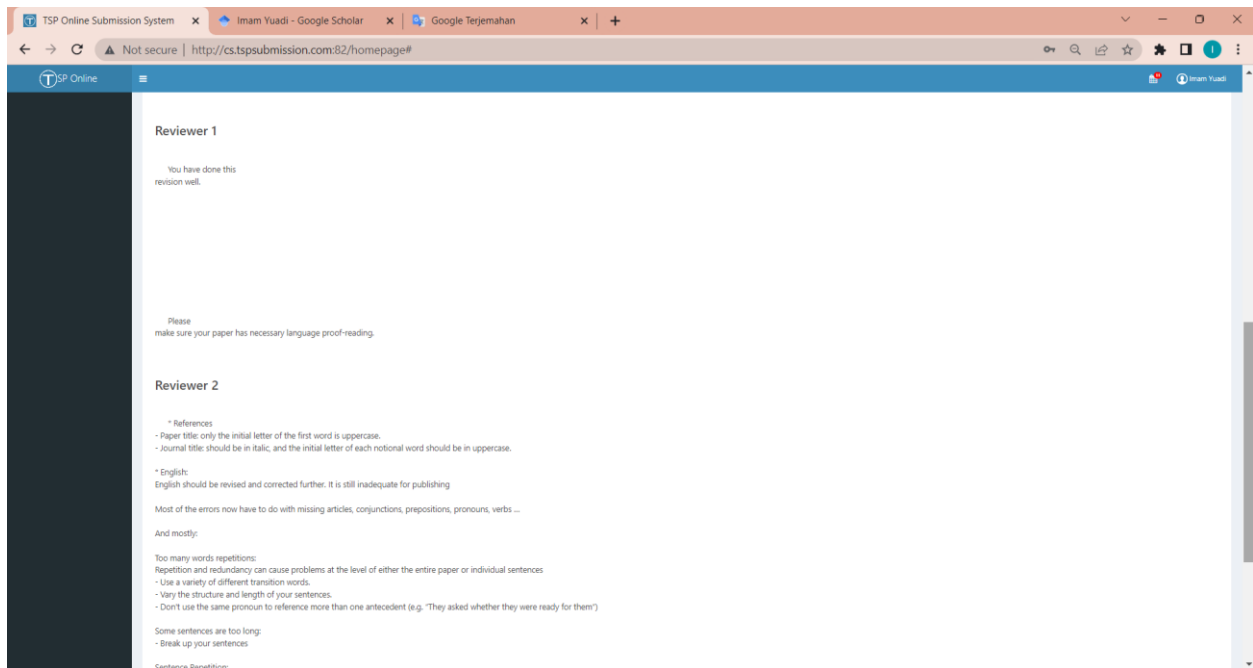 TSP Online Submission System
Imam Yuadi - Google Scholar
Google Terjemahan
Not secure | http://cs.tspsubmission.com:82/homepage#
TSP Online
Imam Yuadi
Reviewer 1
You have done this
revision well.
Please
make sure your paper has necessary language proof-reading.
Reviewer 2
* References
- Paper title: only the initial letter of the first word is uppercase.
- Journal title: should be in italic, and the initial letter of each notional word should be in uppercase.
* English:
English should be revised and corrected further. It is still inadequate for publishing
Most of the errors now have to do with missing articles, conjunctions, prepositions, pronouns, verbs ...
And mostly:
Too many words repetitions:
Repetition and redundancy can cause problems at the level of either the entire paper or individual sentences
- Use a variety of different transition words.
- Vary the structure and length of your sentences.
- Don't use the same pronoun to reference more than one antecedent (e.g. "They asked whether they were ready for them")
Some sentences are too long:
- Break up your sentences
Sentence Repetition: